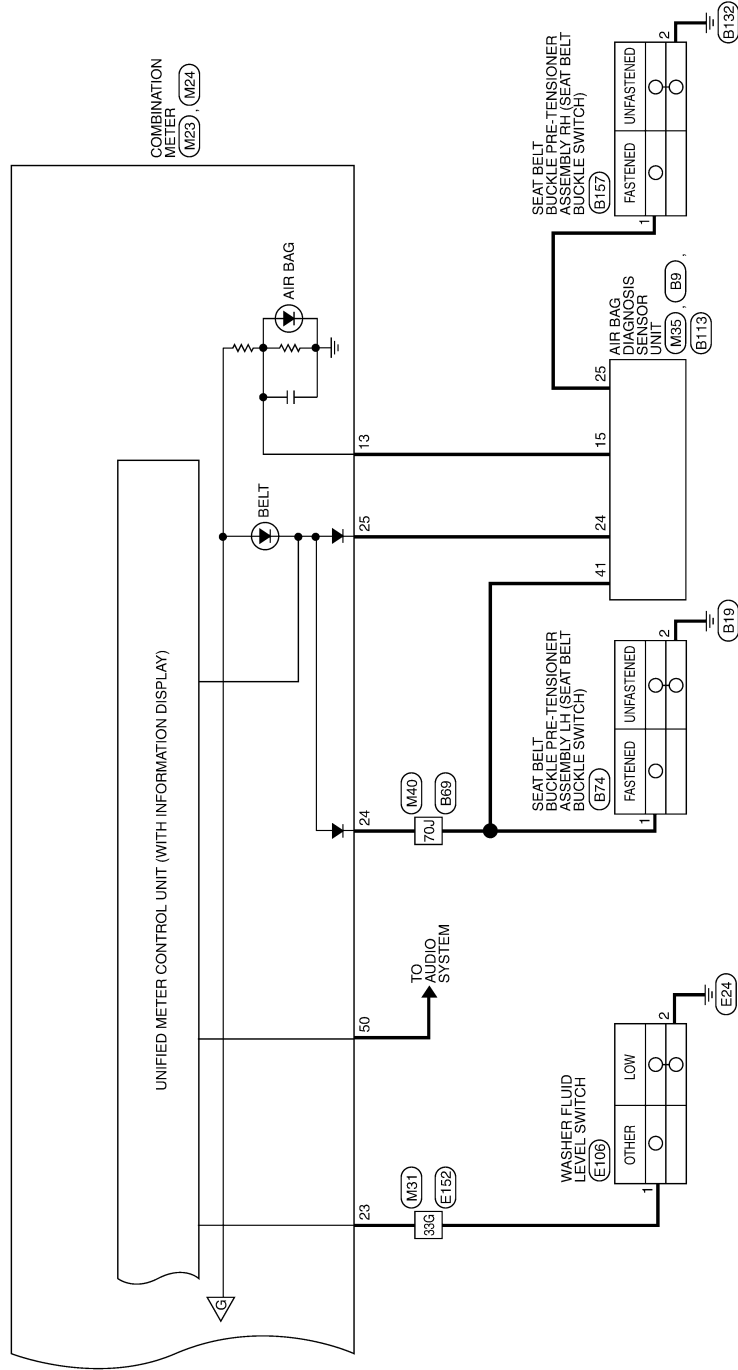 COMBINATION
METER
M23 , M24
UNIFIED METER CONTROL UNIT (WITH INFORMATION DISPLAY)
G
BELT
AIR BAG
23
50
24
25
13
M31
33G
E152
TO
AUDIO
SYSTEM
M40
70J
B69
WASHER FLUID
LEVEL SWITCH
E106
OTHER
LOW
1
2
E24
SEAT BELT
BUCKLE PRE-TENSIONER
ASSEMBLY LH (SEAT BELT
BUCKLE SWITCH)
B74
FASTENED
UNFASTENED
1
2
B19
41
24
15
25
AIR BAG
DIAGNOSIS
SENSOR
UNIT
M35 , B9 ,
B113
SEAT BELT
BUCKLE PRE-TENSIONER
ASSEMBLY RH (SEAT BELT
BUCKLE SWITCH)
B157
FASTENED
UNFASTENED
1
2
B132